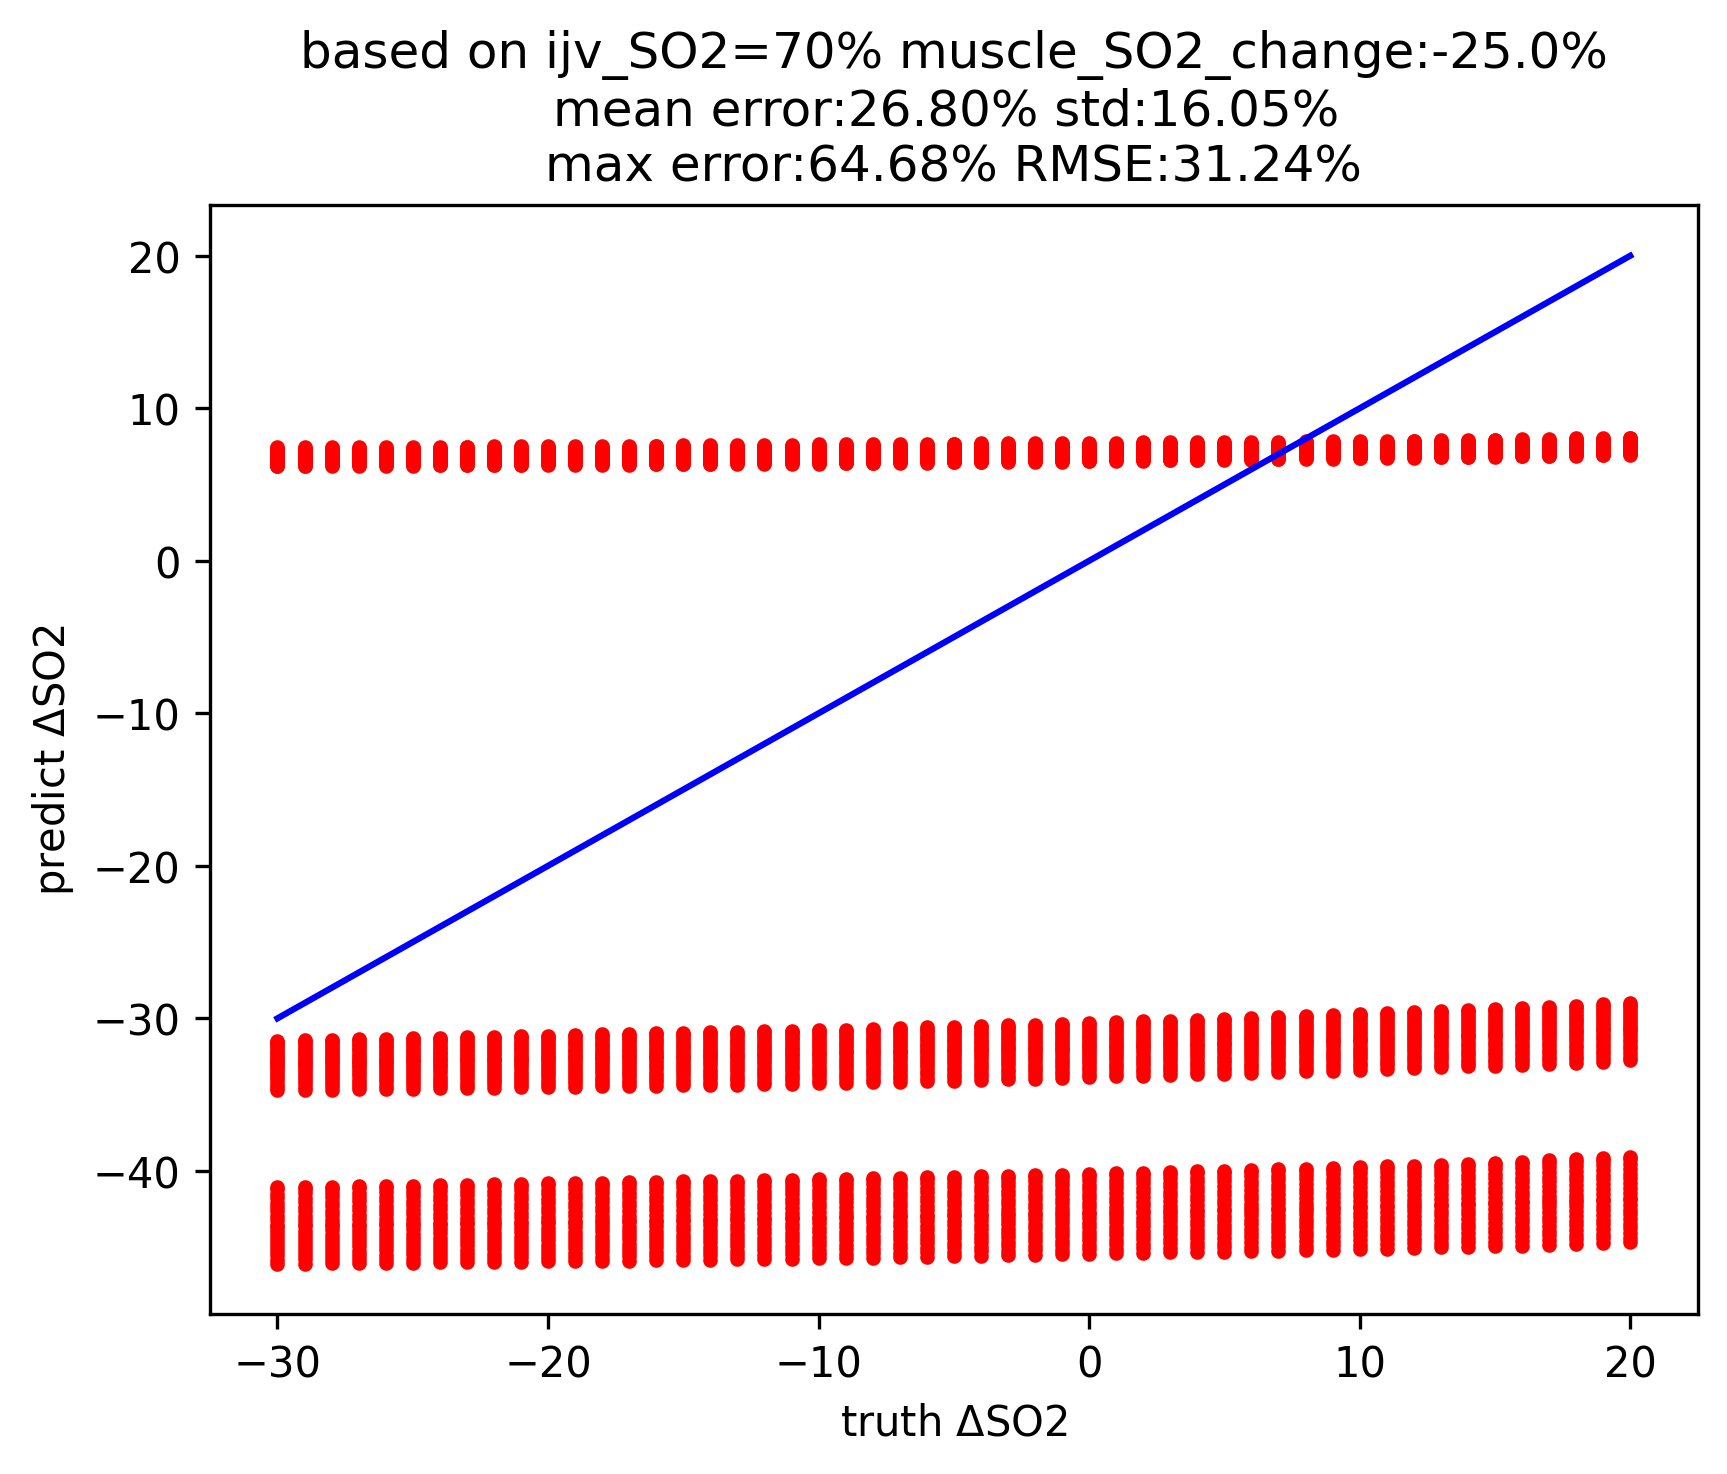 based on ijv_SO2=70% muscle_SO2_change:-25.0%
mean error:26.80% std:16.05%
max error:64.68% RMSE:31.24%
20
10
0
−10
−20
−30
−40
predict ΔSO2
−30
−20
−10
0
10
20
truth ΔSO2